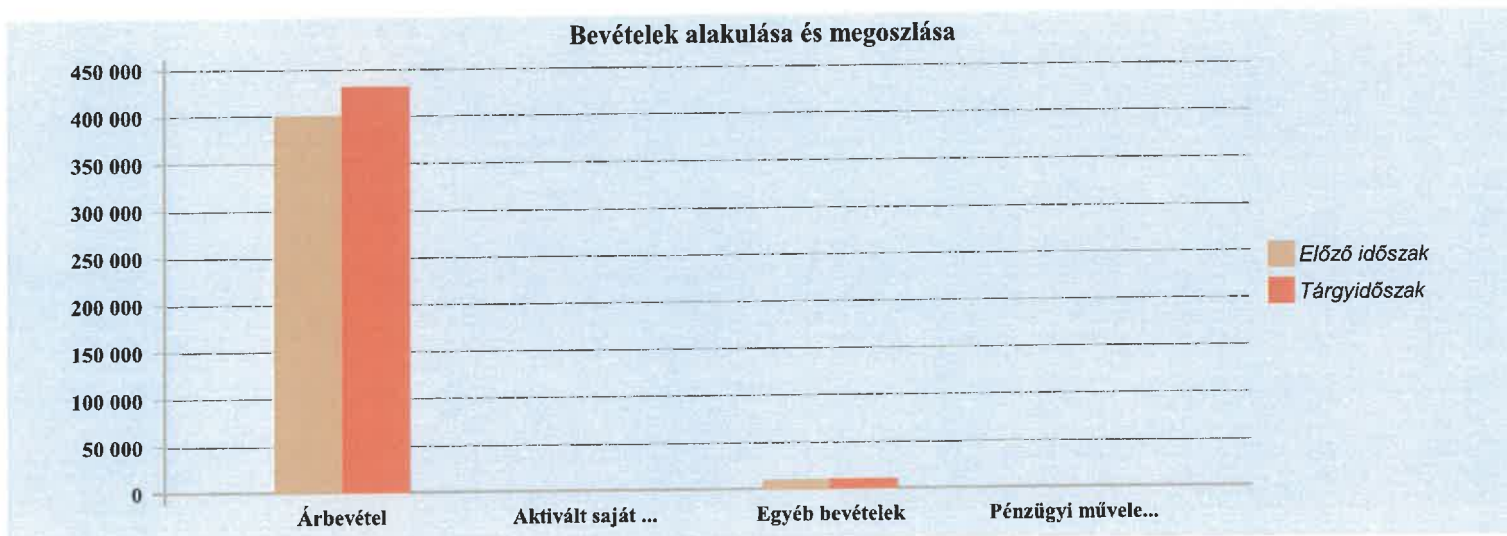 Bevételek alakulása és megoszlása
450 000
400 000
350 000
300 000
250 000
200 000
150 000
100 000
50 000
0
Árbevétel
Aktivált saját ...
Egyéb bevételek
Pénzügyi művele...
Előző időszak
Tárgyidőszak